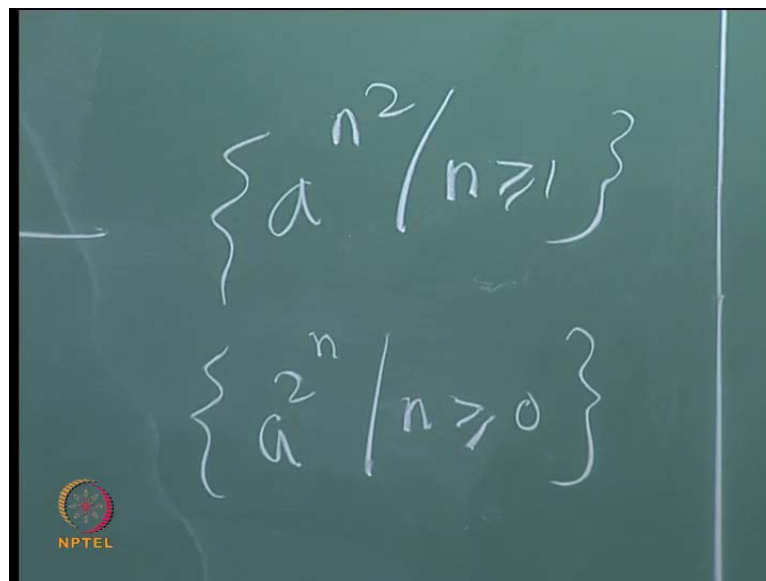 {a^{n^2} / n ⩾ 1}
{a^{2^n} / n ⩾ 0}
NPTEL